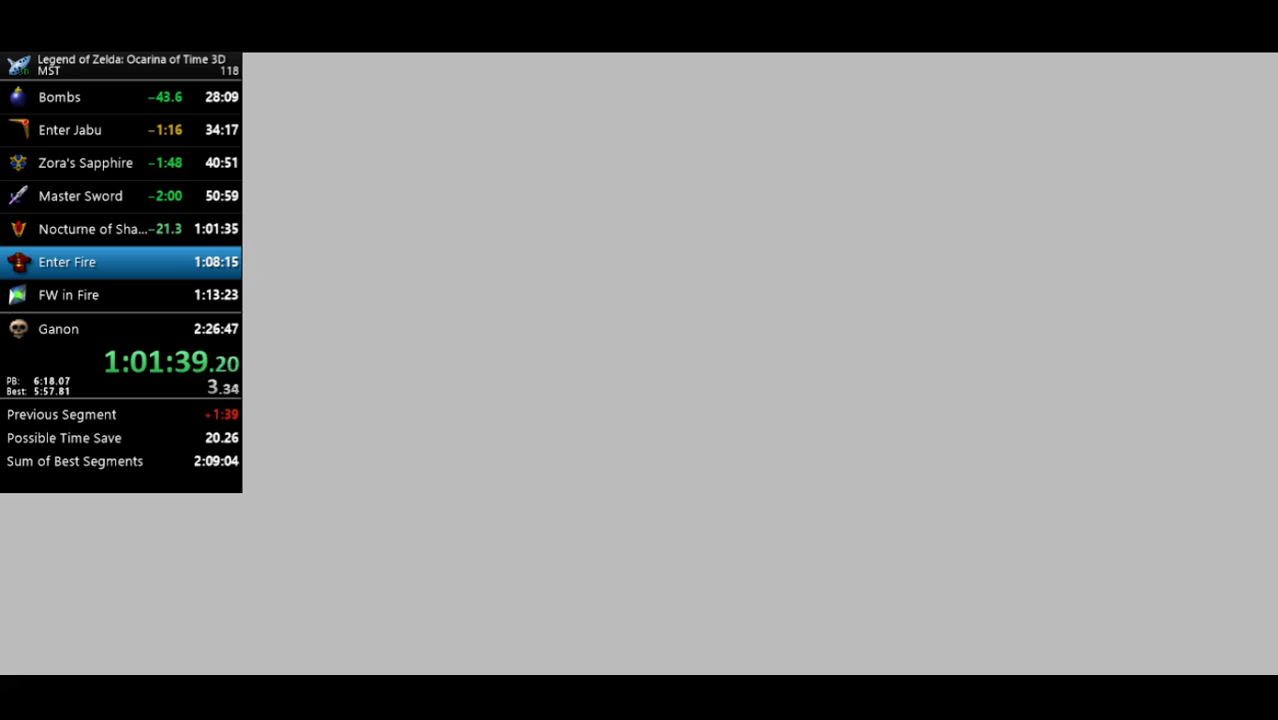 Legend of Zelda: Ocarina of Time 3D
MST 118
Bombs −43.6 28:09
Enter Jabu −1:16 34:17
Zora's Sapphire −1:48 40:51
Master Sword −2:00 50:59
Nocturne of Sha... −21.3 1:01:35
Enter Fire 1:08:15
FW in Fire 1:13:23
Ganon 2:26:47
1:01:39.20
PB: 6:18.07
Best: 5:57.81 3.34
Previous Segment +1:39
Possible Time Save 20.26
Sum of Best Segments 2:09:04